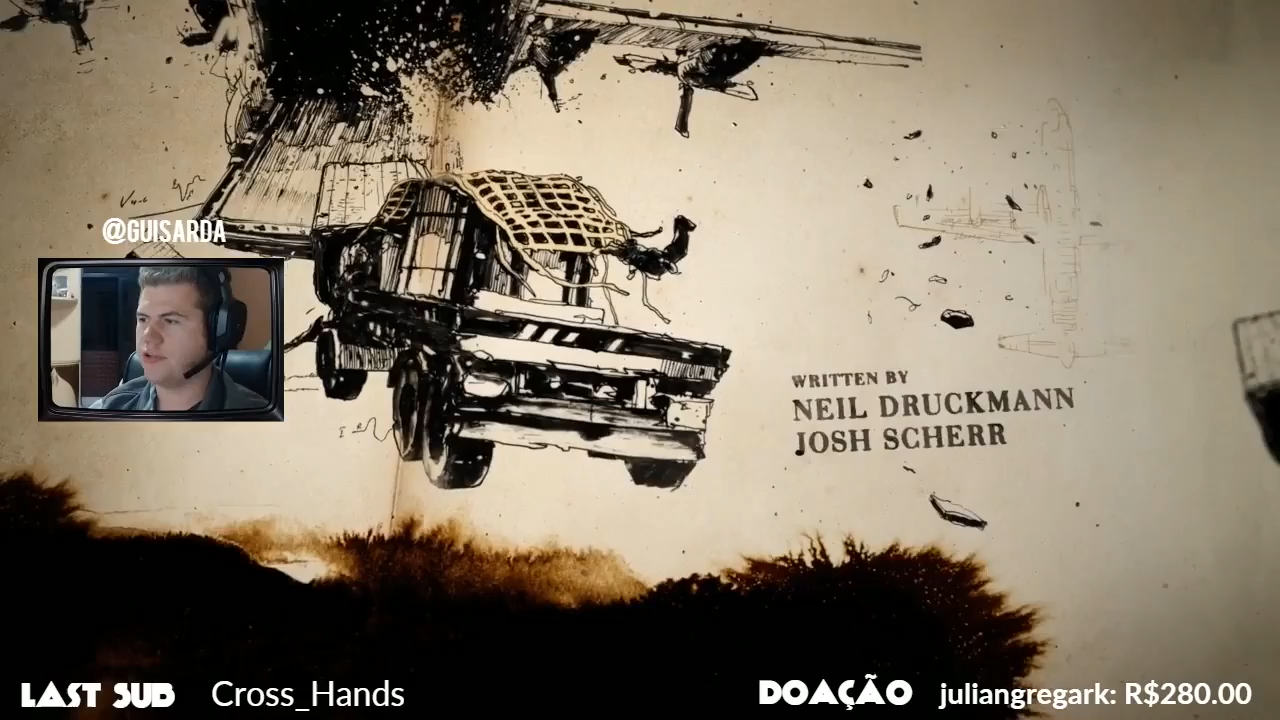 @GUISARDA
WRITTEN BY
NEIL DRUCKMANN
JOSH SCHERR
LAST SUB Cross_Hands
DOAÇÃO juliangregark: R$280.00